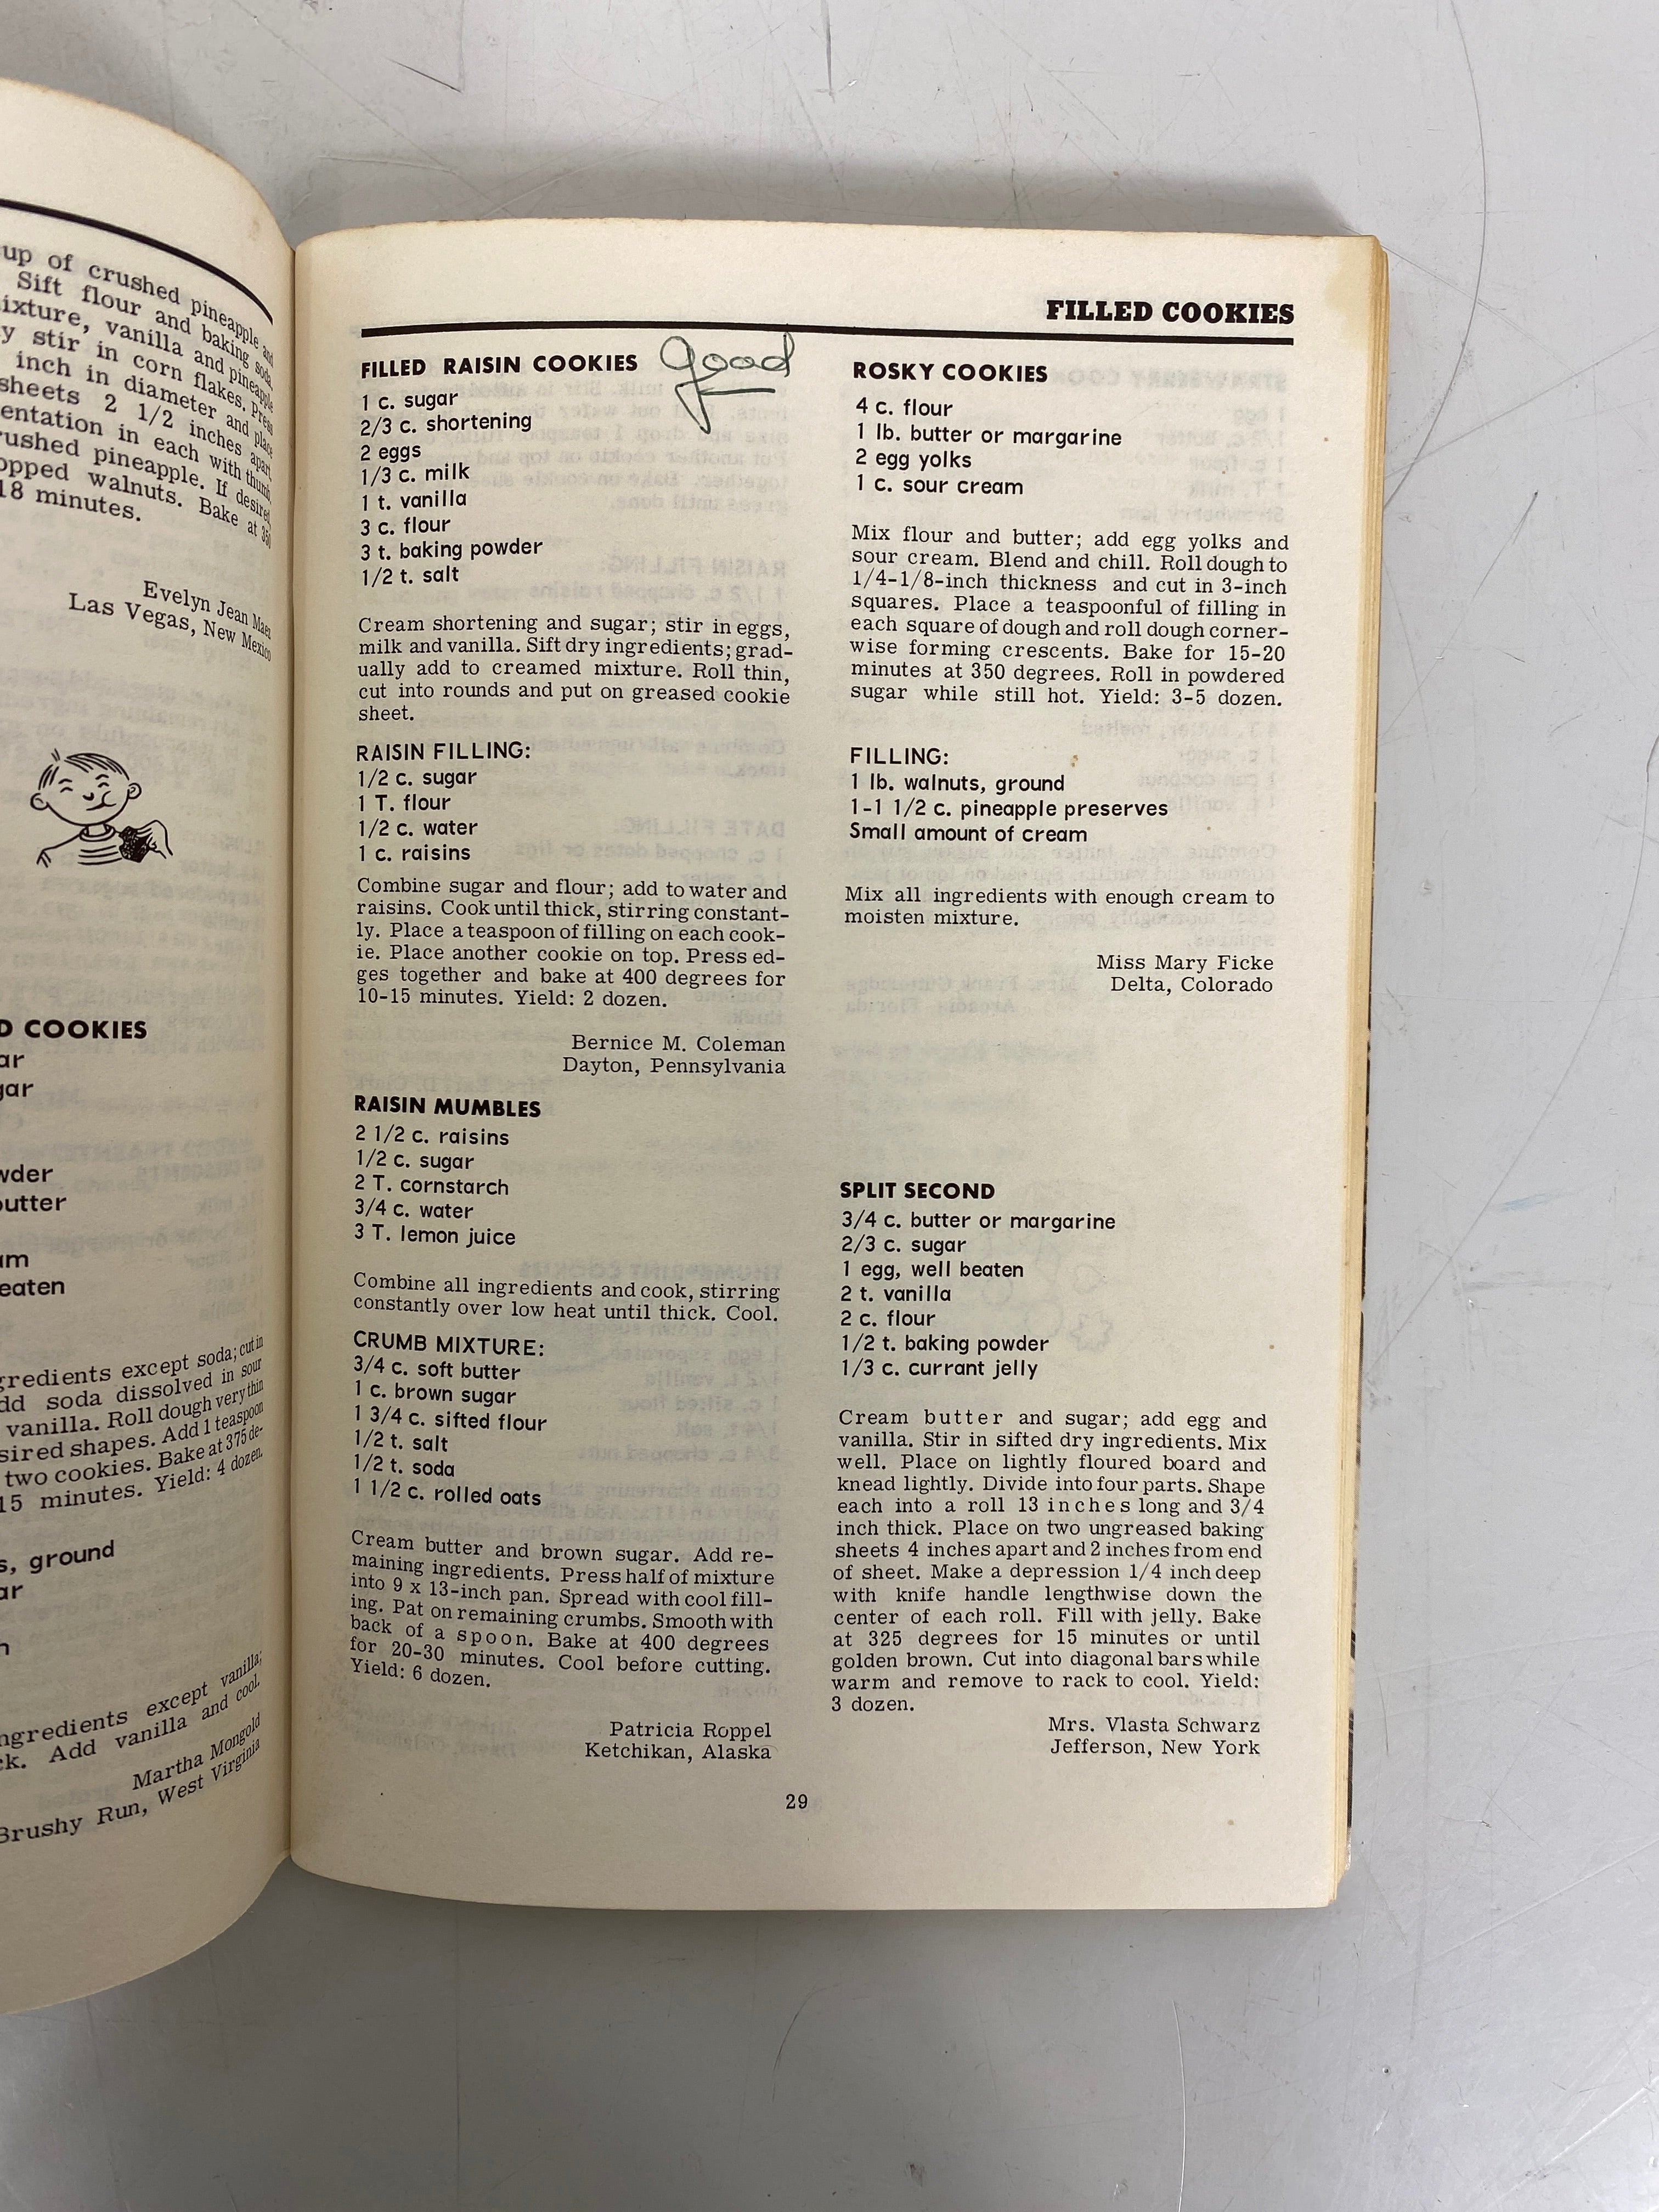 up of crushed pineapple and
Sift flour and baking soda,
ixture, vanilla and pineapple
y stir in corn flakes. Press
inch in diameter and place
sheets 2 1/2 inches apart.
entation in each with thumb
rushed pineapple. If desired,
opped walnuts. Bake at 350
18 minutes.
Evelyn Jean Maes
Las Vegas, New Mexico
D COOKIES
ar
gar
wder
butter
am
eaten
gredients except soda; cut in
dd soda dissolved in sour
vanilla. Roll dough very thin
sired shapes. Add 1 teaspoon
two cookies. Bake at 375 de-
15 minutes. Yield: 4 dozen.
s, ground
ar
n
ngredients except vanilla;
ck. Add vanilla and cool.
Martha Mongold
Brushy Run, West Virginia
FILLED COOKIES
FILLED RAISIN COOKIES good
1 c. sugar
2/3 c. shortening
2 eggs
1/3 c. milk
1 t. vanilla
3 c. flour
3 t. baking powder
1/2 t. salt
Cream shortening and sugar; stir in eggs,
milk and vanilla. Sift dry ingredients; grad-
ually add to creamed mixture. Roll thin,
cut into rounds and put on greased cookie
sheet.
RAISIN FILLING:
1/2 c. sugar
1 T. flour
1/2 c. water
1 c. raisins
Combine sugar and flour; add to water and
raisins. Cook until thick, stirring constant-
ly. Place a teaspoon of filling on each cook-
ie. Place another cookie on top. Press ed-
ges together and bake at 400 degrees for
10-15 minutes. Yield: 2 dozen.
Bernice M. Coleman
Dayton, Pennsylvania
RAISIN MUMBLES
2 1/2 c. raisins
1/2 c. sugar
2 T. cornstarch
3/4 c. water
3 T. lemon juice
Combine all ingredients and cook, stirring
constantly over low heat until thick. Cool.
CRUMB MIXTURE:
3/4 c. soft butter
1 c. brown sugar
1 3/4 c. sifted flour
1/2 t. salt
1/2 t. soda
1 1/2 c. rolled oats
Cream butter and brown sugar. Add re-
maining ingredients. Press half of mixture
into 9 x 13-inch pan. Spread with cool fill-
ing. Pat on remaining crumbs. Smooth with
back of a spoon. Bake at 400 degrees
for 20-30 minutes. Cool before cutting.
Yield: 6 dozen.
Patricia Roppel
Ketchikan, Alaska
ROSKY COOKIES
4 c. flour
1 lb. butter or margarine
2 egg yolks
1 c. sour cream
Mix flour and butter; add egg yolks and
sour cream. Blend and chill. Roll dough to
1/4-1/8-inch thickness and cut in 3-inch
squares. Place a teaspoonful of filling in
each square of dough and roll dough corner-
wise forming crescents. Bake for 15-20
minutes at 350 degrees. Roll in powdered
sugar while still hot. Yield: 3-5 dozen.
FILLING:
1 lb. walnuts, ground
1-1 1/2 c. pineapple preserves
Small amount of cream
Mix all ingredients with enough cream to
moisten mixture.
Miss Mary Ficke
Delta, Colorado
SPLIT SECOND
3/4 c. butter or margarine
2/3 c. sugar
1 egg, well beaten
2 t. vanilla
2 c. flour
1/2 t. baking powder
1/3 c. currant jelly
Cream butter and sugar; add egg and
vanilla. Stir in sifted dry ingredients. Mix
well. Place on lightly floured board and
knead lightly. Divide into four parts. Shape
each into a roll 13 inches long and 3/4
inch thick. Place on two ungreased baking
sheets 4 inches apart and 2 inches from end
of sheet. Make a depression 1/4 inch deep
with knife handle lengthwise down the
center of each roll. Fill with jelly. Bake
at 325 degrees for 15 minutes or until
golden brown. Cut into diagonal bars while
warm and remove to rack to cool. Yield:
3 dozen.
Mrs. Vlasta Schwarz
Jefferson, New York
29